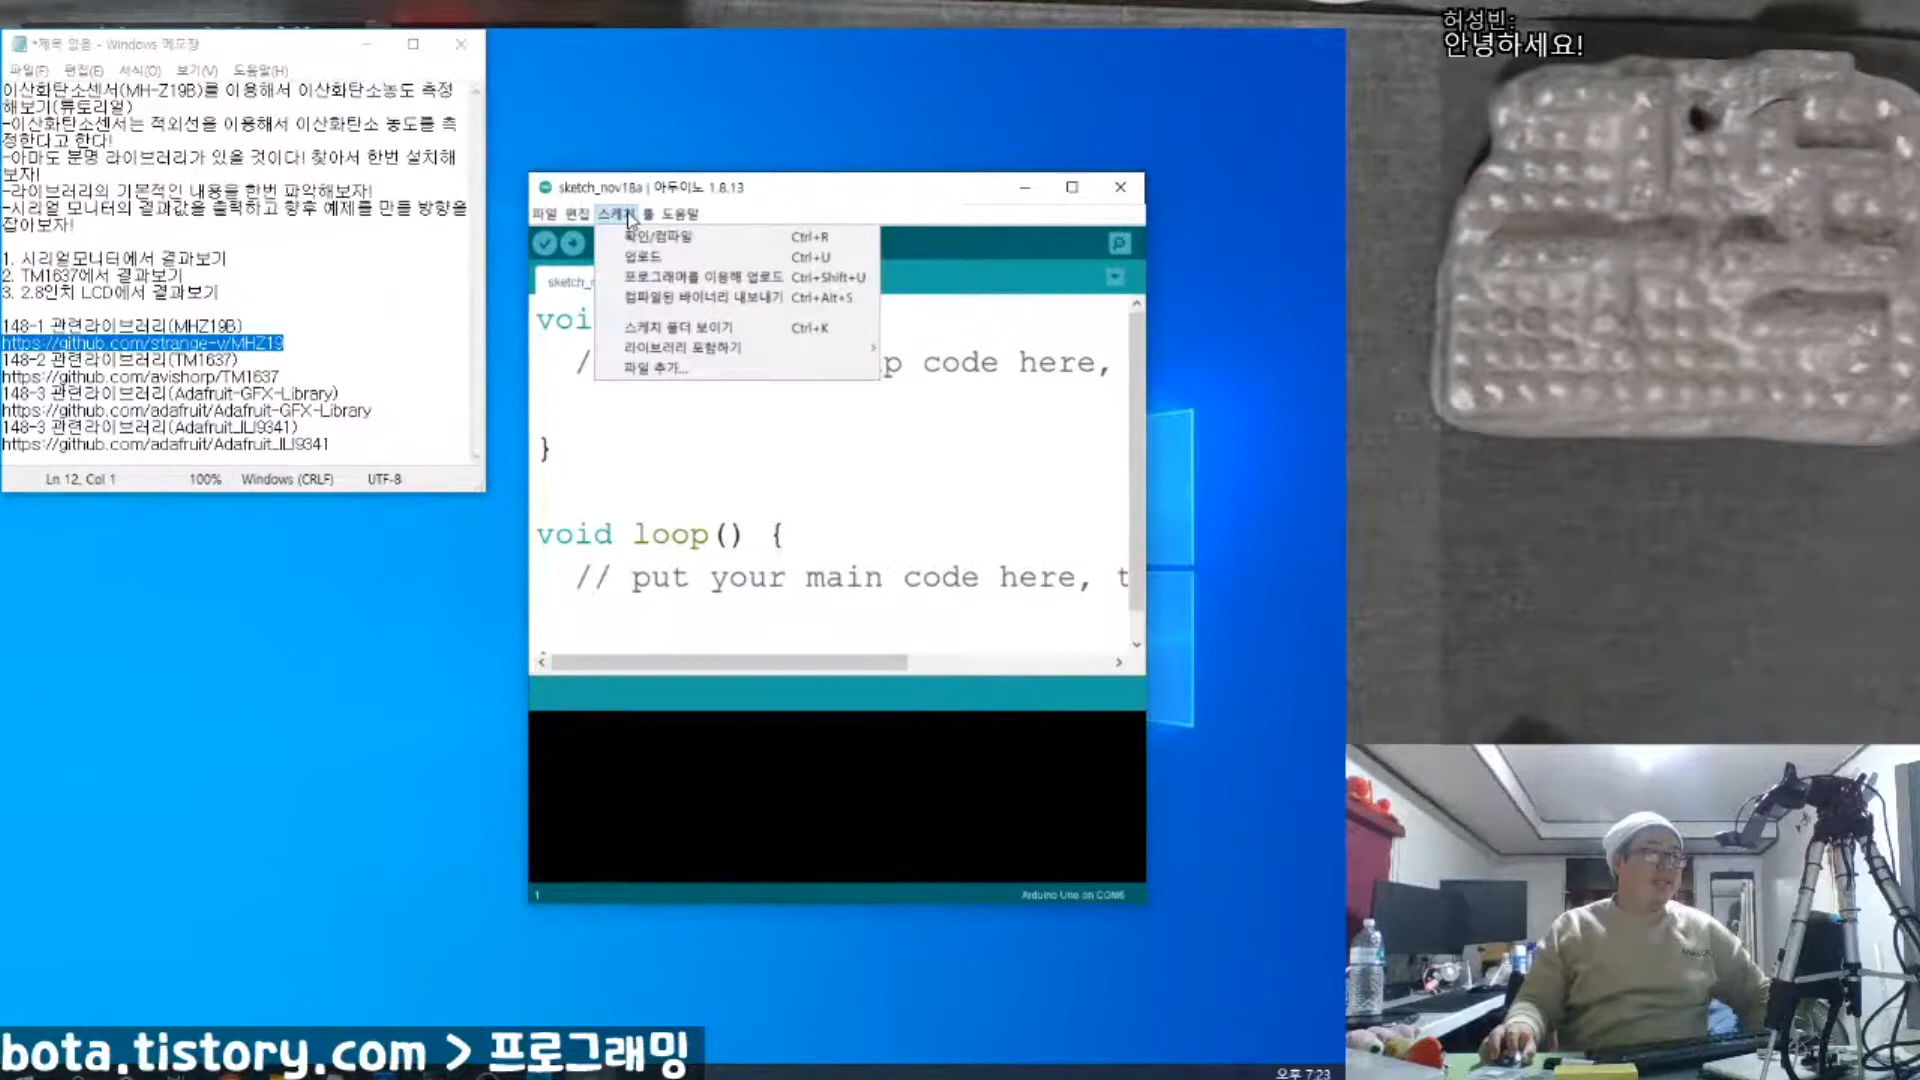 *제목 없음 - Windows 메모장
파일(F) 편집(E) 서식(O) 보기(V) 도움말(H)
이산화탄소센서(MH-Z19B)를 이용해서 이산화탄소농도 측정
해보기(튜토리얼)
-이산화탄소센서는 적외선을 이용해서 이산화탄소 농도를 측
정한다고 한다!
-아마도 분명 라이브러리가 있을 것이다! 찾아서 한번 설치해
보자!
-라이브러리의 기본적인 내용을 한번 파악해보자!
-시리얼 모니터의 결과값을 출력하고 향후 예제를 만들 방향을
잡아보자!
1. 시리얼모니터에서 결과보기
2. TM1637에서 결과보기
3. 2.8인치 LCD에서 결과보기
148-1 관련라이브러리(MHZ19B)
https://github.com/strange-v/MHZ19
148-2 관련라이브러리(TM1637)
https://github.com/avishorp/TM1637
148-3 관련라이브러리(Adafruit-GFX-Library)
https://github.com/adafruit/Adafruit-GFX-Library
148-3 관련라이브러리(Adafruit_ILI9341)
https://github.com/adafruit/Adafruit_ILI9341
Ln 12, Col 1 100% Windows (CRLF) UTF-8
sketch_nov18a | 아두이노 1.8.13
파일 편집 스케치 툴 도움말
확인/컴파일 Ctrl+R
업로드 Ctrl+U
프로그래머를 이용해 업로드 Ctrl+Shift+U
컴파일된 바이너리 내보내기 Ctrl+Alt+S
스케치 폴더 보이기 Ctrl+K
라이브러리 포함하기
파일 추가...
sketch_
voi
/ p code here,
}
void loop() {
// put your main code here, t
1 Arduino Uno on COM6
허성빈:
안녕하세요!
bota.tistory.com > 프로그래밍
오후 7:23